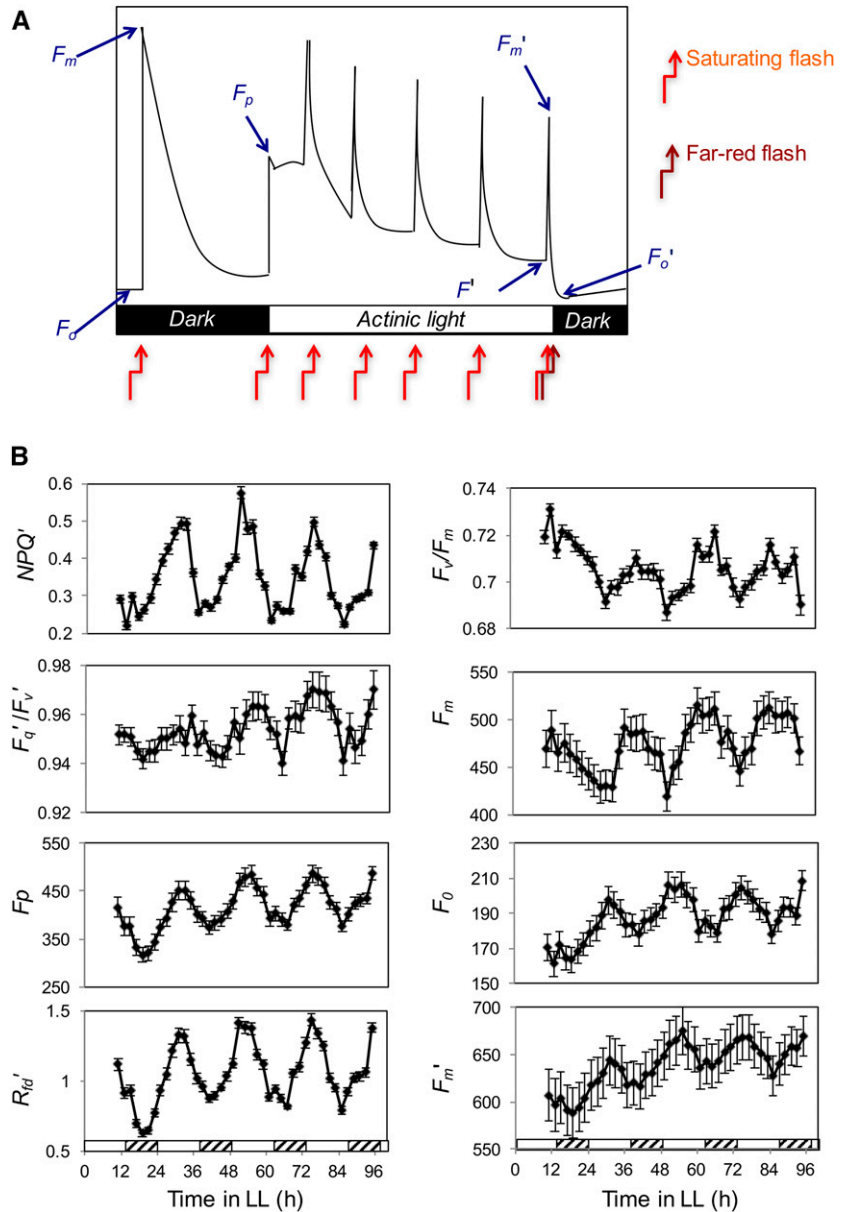 A
Fm
Fp
Fm'
Saturating flash
Far-red flash
Fo
F'
Fo'
Dark
Actinic light
Dark
B
NPQ'
0.6
0.5
0.4
0.3
0.2
Fv/Fm
0.74
0.72
0.7
0.68
Fq'/Fv'
0.98
0.96
0.94
0.92
Fm
550
500
450
400
Fp
550
450
350
250
F0
230
210
190
170
150
Rfd'
1.5
1
0.5
Fm'
700
650
600
550
0 12 24 36 48 60 72 84 96
Time in LL (h)
0 12 24 36 48 60 72 84 96
Time in LL (h)